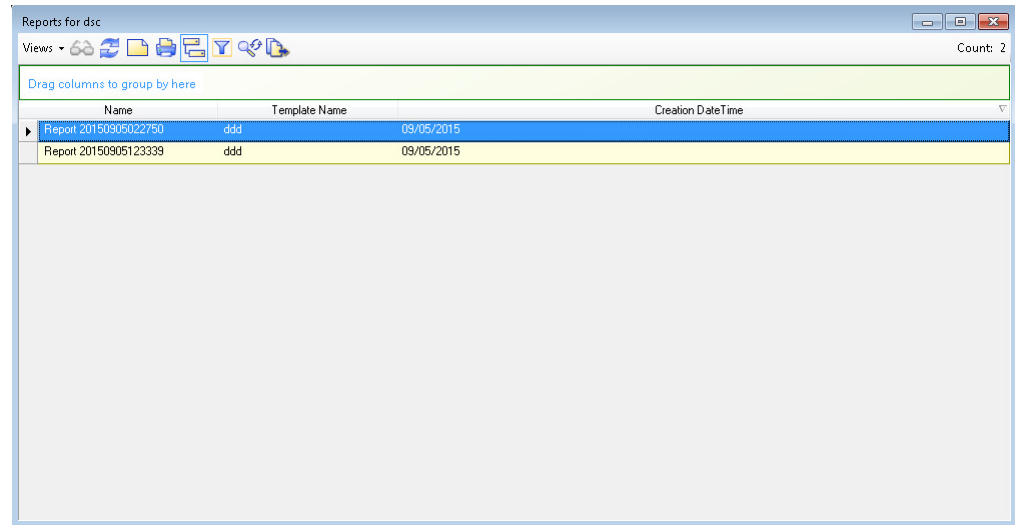 Reports for dsc
Views Count: 2
Drag columns to group by here
Name Template Name Creation DateTime
Report 20150905022750 ddd 09/05/2015
Report 20150905123339 ddd 09/05/2015